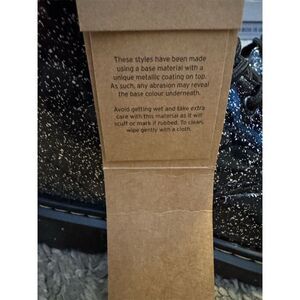 These styles have been made
using a base material with a
unique metallic coating on top.
As such, any abrasion may reveal
the base colour underneath.
Avoid getting wet and take extra
care with this material as it will
scuff or mark if rubbed. To clean,
wipe gently with a cloth.